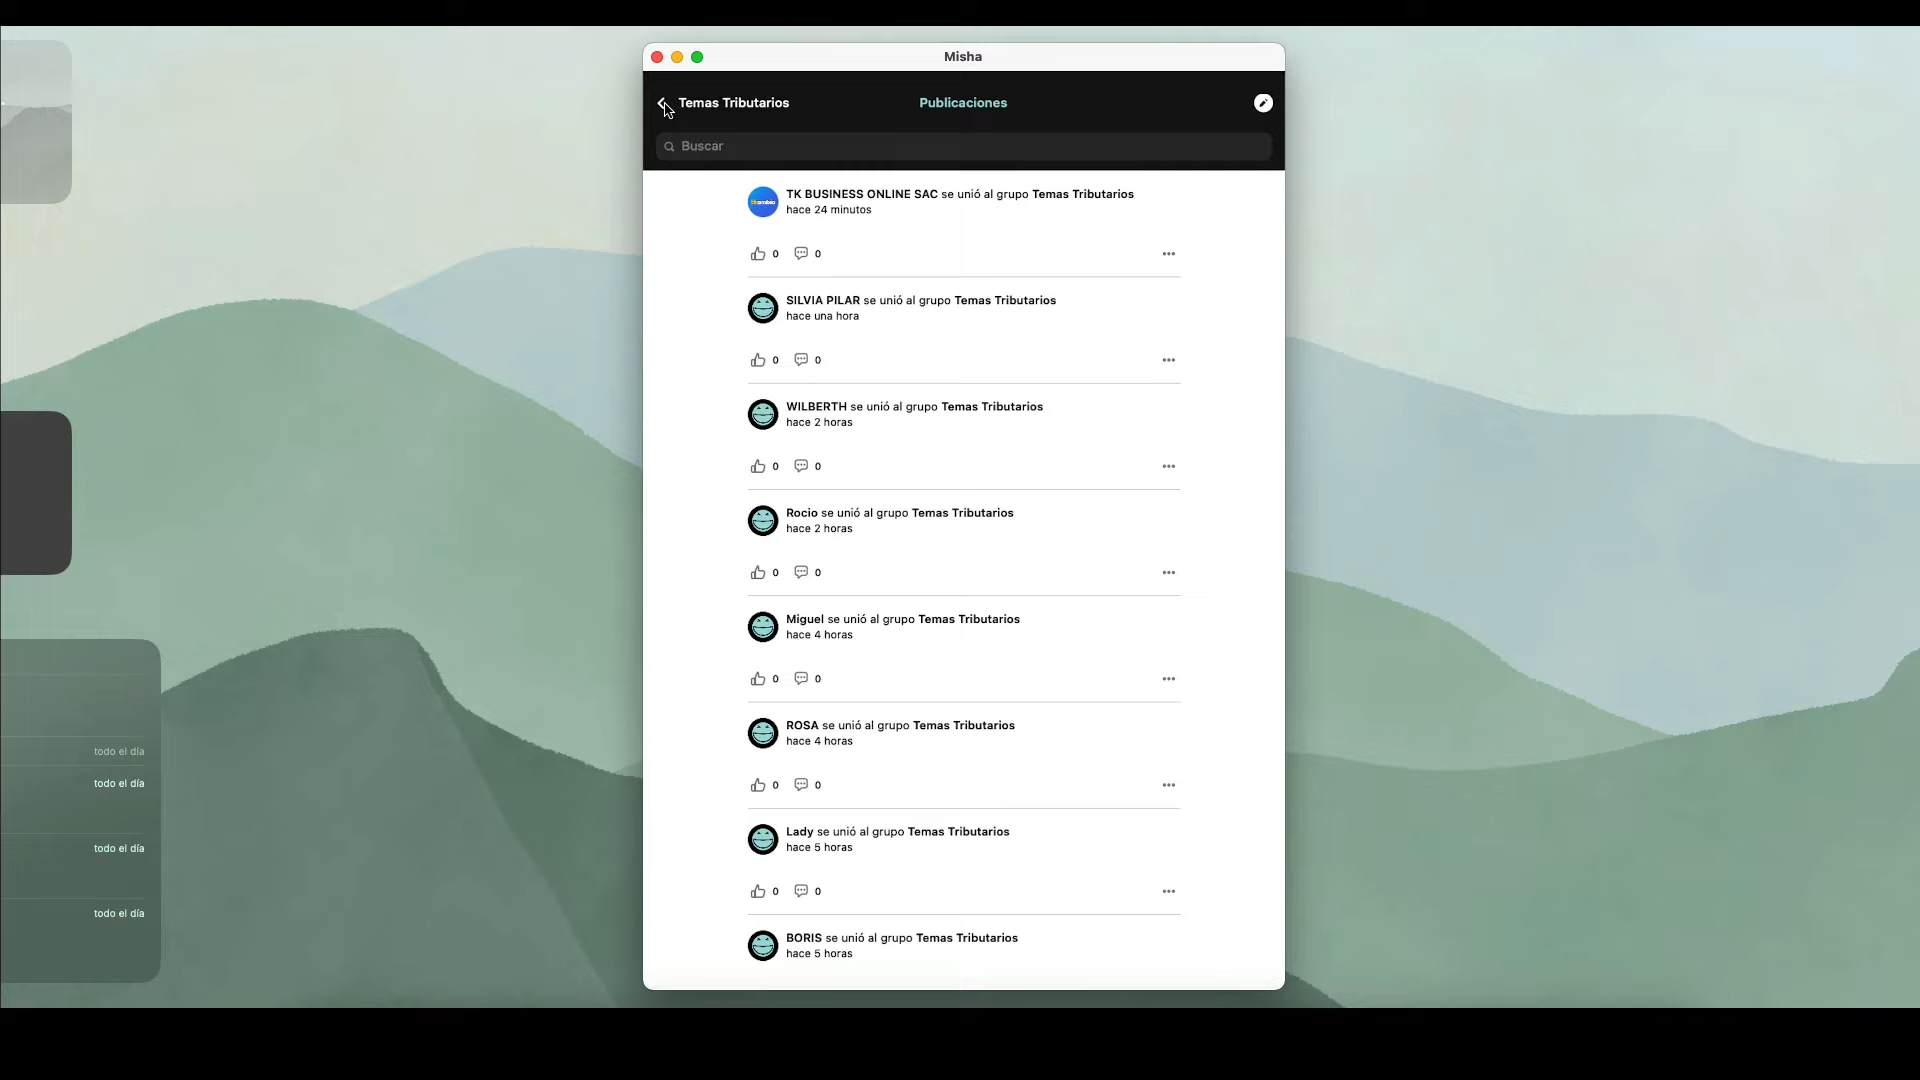 Misha
Temas Tributarios
Publicaciones
Buscar
TK BUSINESS ONLINE SAC se unió al grupo Temas Tributarios
hace 24 minutos
0 0
SILVIA PILAR se unió al grupo Temas Tributarios
hace una hora
0 0
WILBERTH se unió al grupo Temas Tributarios
hace 2 horas
0 0
Rocio se unió al grupo Temas Tributarios
hace 2 horas
0 0
Miguel se unió al grupo Temas Tributarios
hace 4 horas
0 0
ROSA se unió al grupo Temas Tributarios
hace 4 horas
0 0
todo el día
todo el día
Lady se unió al grupo Temas Tributarios
hace 5 horas
todo el día
0 0
todo el día
BORIS se unió al grupo Temas Tributarios
hace 5 horas